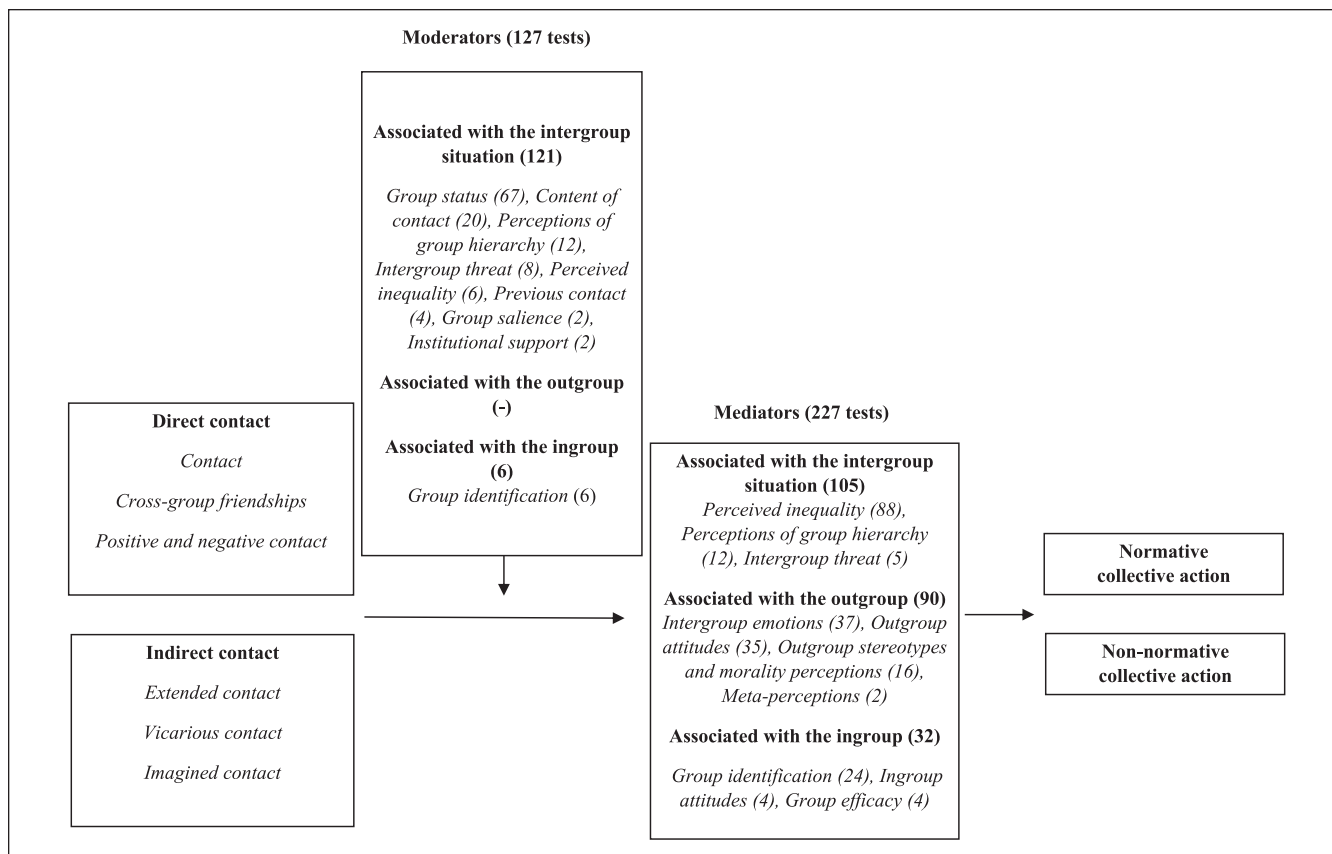 Moderators (127 tests)
Associated with the intergroup
situation (121)
Group status (67), Content of
contact (20), Perceptions of
group hierarchy (12),
Intergroup threat (8), Perceived
inequality (6), Previous contact
(4), Group salience (2),
Institutional support (2)
Associated with the outgroup
(-)
Associated with the ingroup
(6)
Group identification (6)
Direct contact
Contact
Cross-group friendships
Positive and negative contact
Indirect contact
Extended contact
Vicarious contact
Imagined contact
Mediators (227 tests)
Associated with the intergroup
situation (105)
Perceived inequality (88),
Perceptions of group hierarchy
(12), Intergroup threat (5)
Associated with the outgroup (90)
Intergroup emotions (37), Outgroup
attitudes (35), Outgroup stereotypes
and morality perceptions (16),
Meta-perceptions (2)
Associated with the ingroup (32)
Group identification (24), Ingroup
attitudes (4), Group efficacy (4)
Normative
collective action
Non-normative
collective action